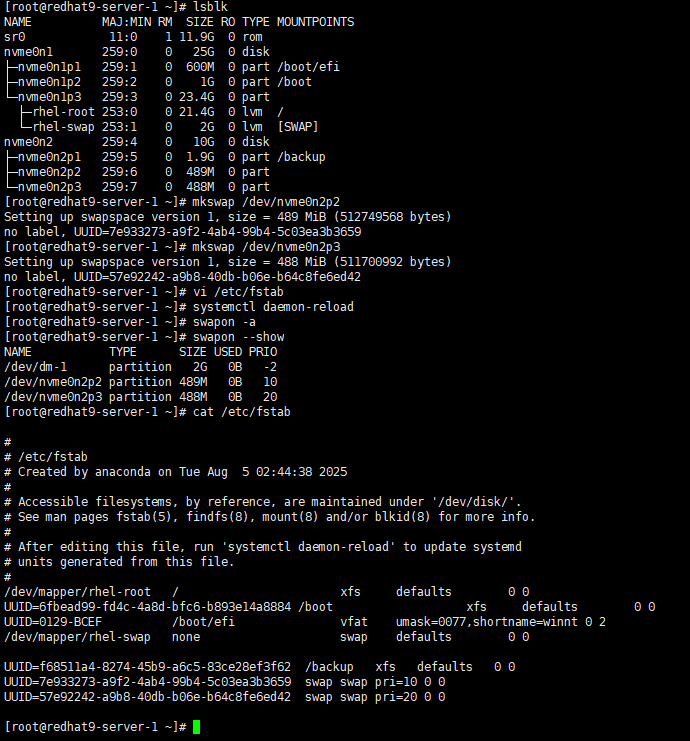 [root@redhat9-server-1 ~]# lsblk
NAME          MAJ:MIN RM  SIZE RO TYPE MOUNTPOINTS
sr0            11:0    1 11.9G  0 rom
nvme0n1       259:0    0   25G  0 disk
├─nvme0n1p1   259:1    0  600M  0 part /boot/efi
├─nvme0n1p2   259:2    0    1G  0 part /boot
└─nvme0n1p3   259:3    0 23.4G  0 part
  ├─rhel-root 253:0    0 21.4G  0 lvm  /
  └─rhel-swap 253:1    0    2G  0 lvm  [SWAP]
nvme0n2       259:4    0   10G  0 disk
├─nvme0n2p1   259:5    0  1.9G  0 part /backup
├─nvme0n2p2   259:6    0  489M  0 part
└─nvme0n2p3   259:7    0  488M  0 part
[root@redhat9-server-1 ~]# mkswap /dev/nvme0n2p2
Setting up swapspace version 1, size = 489 MiB (512749568 bytes)
no label, UUID=7e933273-a9f2-4ab4-99b4-5c03ea3b3659
[root@redhat9-server-1 ~]# mkswap /dev/nvme0n2p3
Setting up swapspace version 1, size = 488 MiB (511700992 bytes)
no label, UUID=57e92242-a9b8-40db-b06e-b64c8fe6ed42
[root@redhat9-server-1 ~]# vi /etc/fstab
[root@redhat9-server-1 ~]# systemctl daemon-reload
[root@redhat9-server-1 ~]# swapon -a
[root@redhat9-server-1 ~]# swapon --show
NAME           TYPE       SIZE USED PRIO
/dev/dm-1      partition    2G   0B   -2
/dev/nvme0n2p2 partition  489M   0B   10
/dev/nvme0n2p3 partition  488M   0B   20
[root@redhat9-server-1 ~]# cat /etc/fstab

#
# /etc/fstab
# Created by anaconda on Tue Aug  5 02:44:38 2025
#
# Accessible filesystems, by reference, are maintained under '/dev/disk/'.
# See man pages fstab(5), findfs(8), mount(8) and/or blkid(8) for more info.
#
# After editing this file, run 'systemctl daemon-reload' to update systemd
# units generated from this file.
#
/dev/mapper/rhel-root   /                       xfs     defaults        0 0
UUID=6fbead99-fd4c-4a8d-bfc6-b893e14a8884 /boot                   xfs     defaults        0 0
UUID=0129-BCEF          /boot/efi               vfat    umask=0077,shortname=winnt 0 2
/dev/mapper/rhel-swap   none                    swap    defaults        0 0

UUID=f68511a4-8274-45b9-a6c5-83ce28ef3f62  /backup   xfs   defaults   0 0
UUID=7e933273-a9f2-4ab4-99b4-5c03ea3b3659  swap swap pri=10 0 0
UUID=57e92242-a9b8-40db-b06e-b64c8fe6ed42  swap swap pri=20 0 0

[root@redhat9-server-1 ~]#